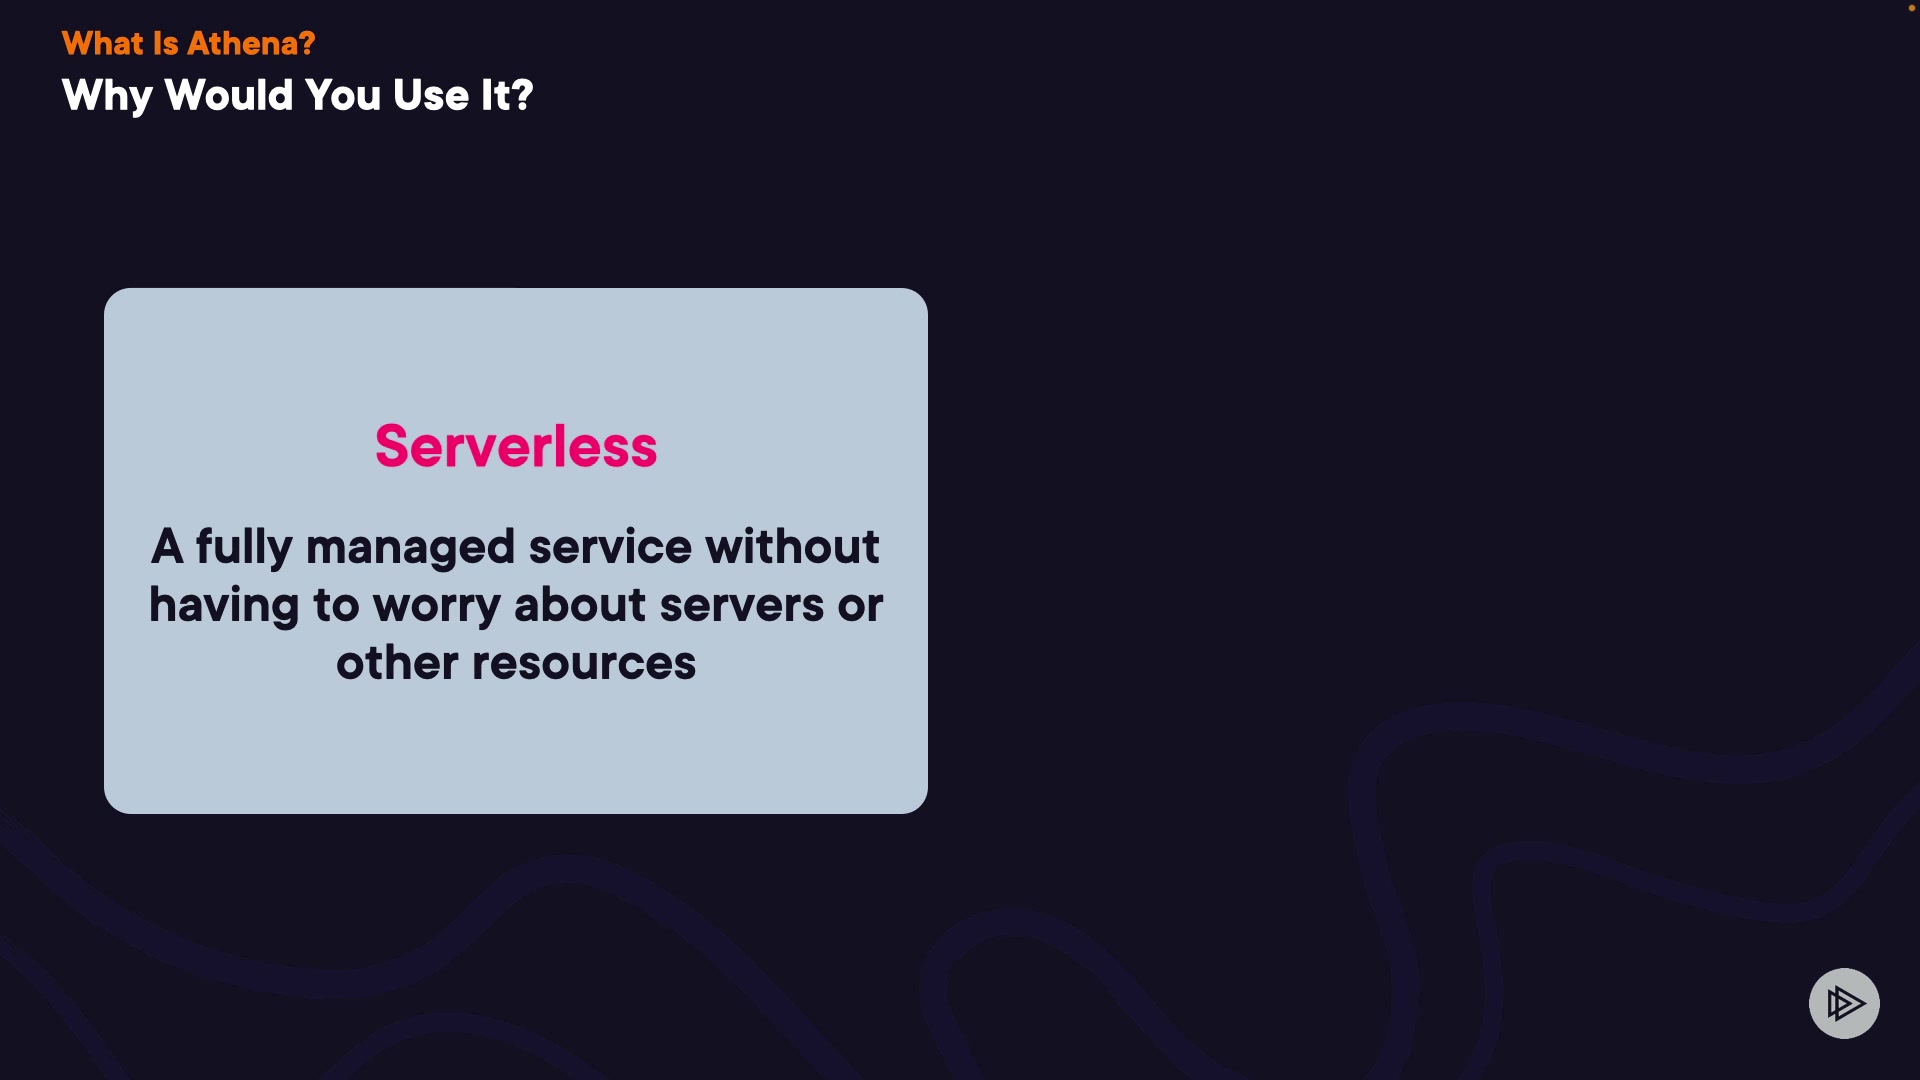 What Is Athena?
Why Would You Use It?
Serverless
A fully managed service without
having to worry about servers or
other resources